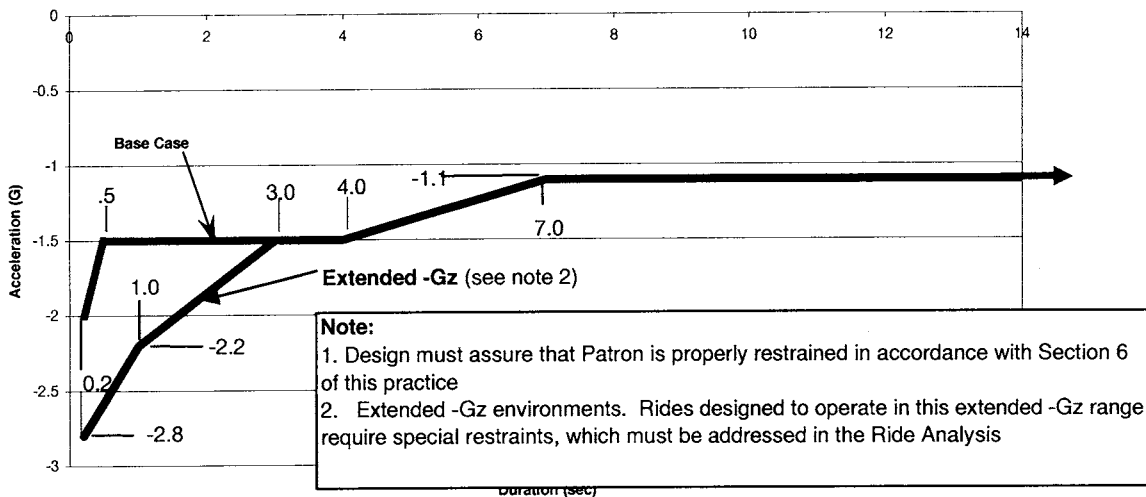 0
0
2
4
6
8
10
12
14
-0.5
Base Case
-1
.5
3.0
4.0
-1.1
7.0
-1.5
Acceleration (G)
Extended -Gz (see note 2)
1.0
-2
-2.2
0.2
-2.5
-2.8
-3
Note:
1. Design must assure that Patron is properly restrained in accordance with Section 6
of this practice
2. Extended -Gz environments. Rides designed to operate in this extended -Gz range
require special restraints, which must be addressed in the Ride Analysis
Duration (sec)